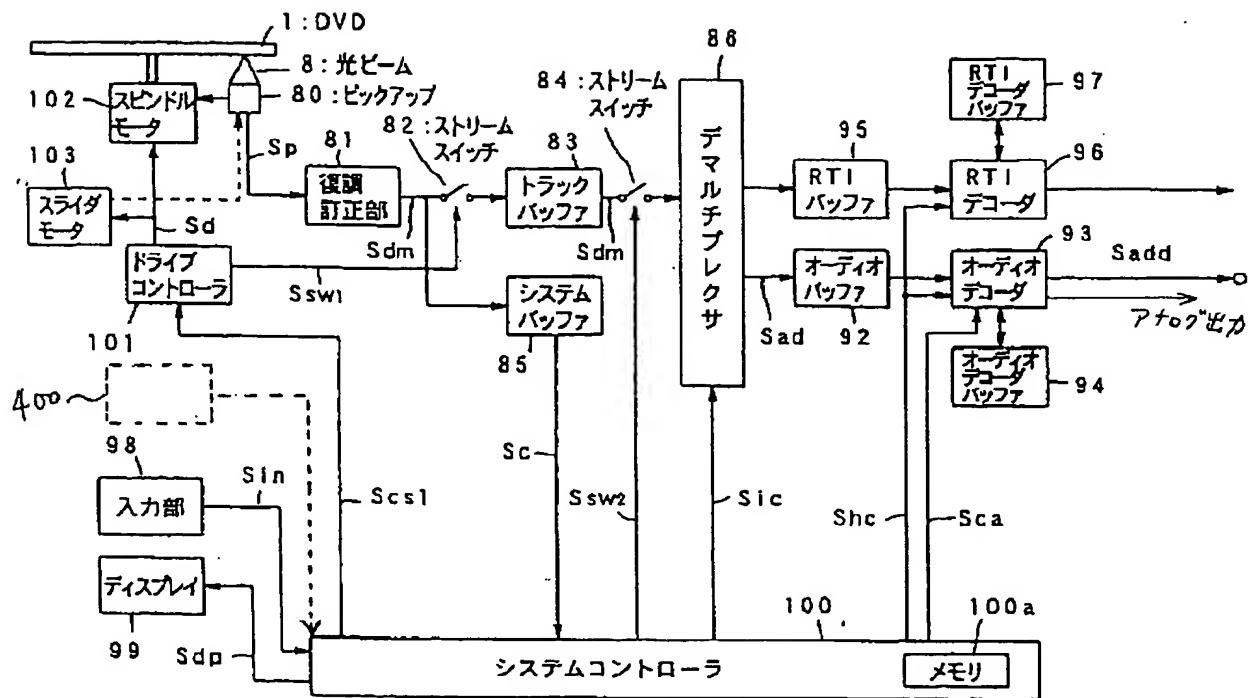 1:DVD
8:光ビーム
80:ピックアップ
102
スピンドル
モータ
103
スライダ
モータ
Sd
Sp
81
復調
訂正部
82:ストリーム
スイッチ
83
トラック
バッファ
84:ストリーム
スイッチ
86
デマルチプレクサ
95
RTI
バッファ
97
RTI
デコーダ
バッファ
96
RTI
デコーダ
Sdm
Sdm
ドライブ
コントローラ
101
Ssw1
システム
バッファ
85
Sad
オーディオ
バッファ
92
93
オーディオ
デコーダ
Sadd
アナログ出力
オーディオ
デコーダ
バッファ
94
400
98
入力部
Sin
Scs1
Sc
Ssw2
Sic
Shc
Sca
ディスプレイ
99
Sdp
100
100a
システムコントローラ
メモリ